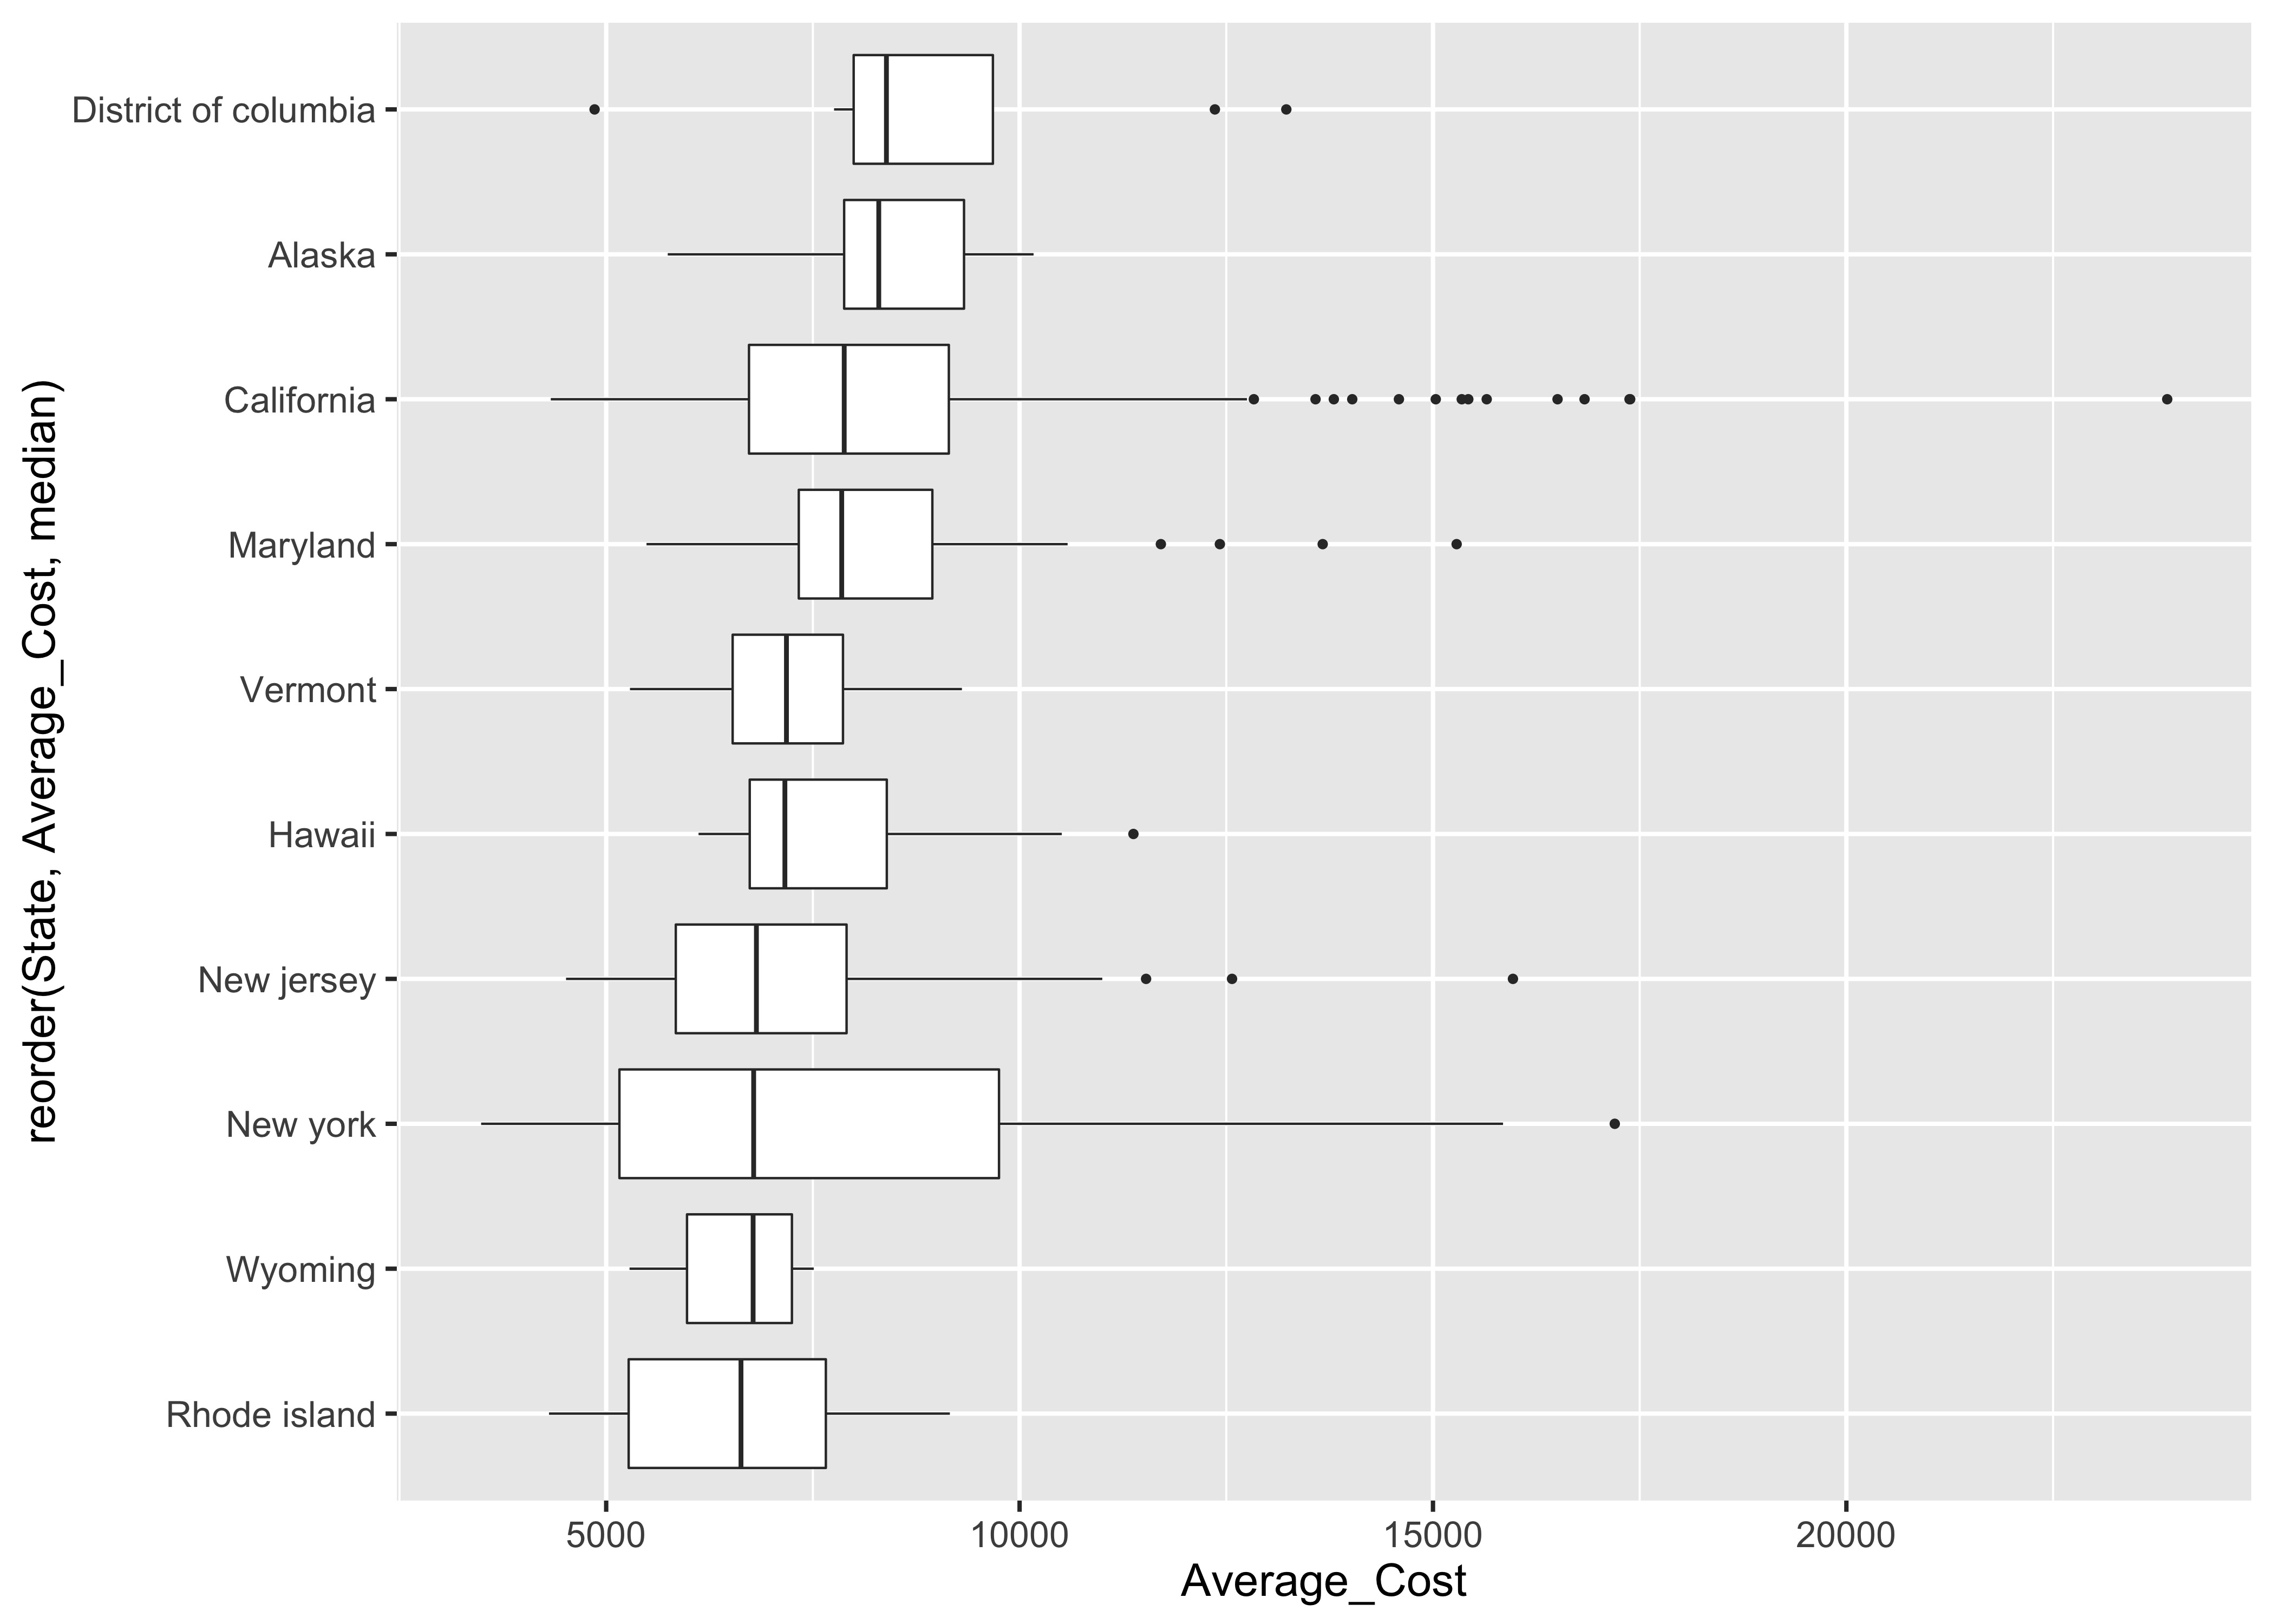 reorder(State, Average_Cost, median)
District of columbia
Alaska
California
Maryland
Vermont
Hawaii
New jersey
New york
Wyoming
Rhode island
5000 10000 15000 20000
Average_Cost